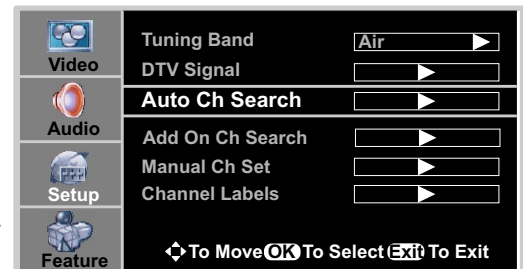 Video
Audio
Setup
Feature
Tuning Band Air
DTV Signal
Auto Ch Search
Add On Ch Search
Manual Ch Set
Channel Labels
To Move OK To Select Exit To Exit